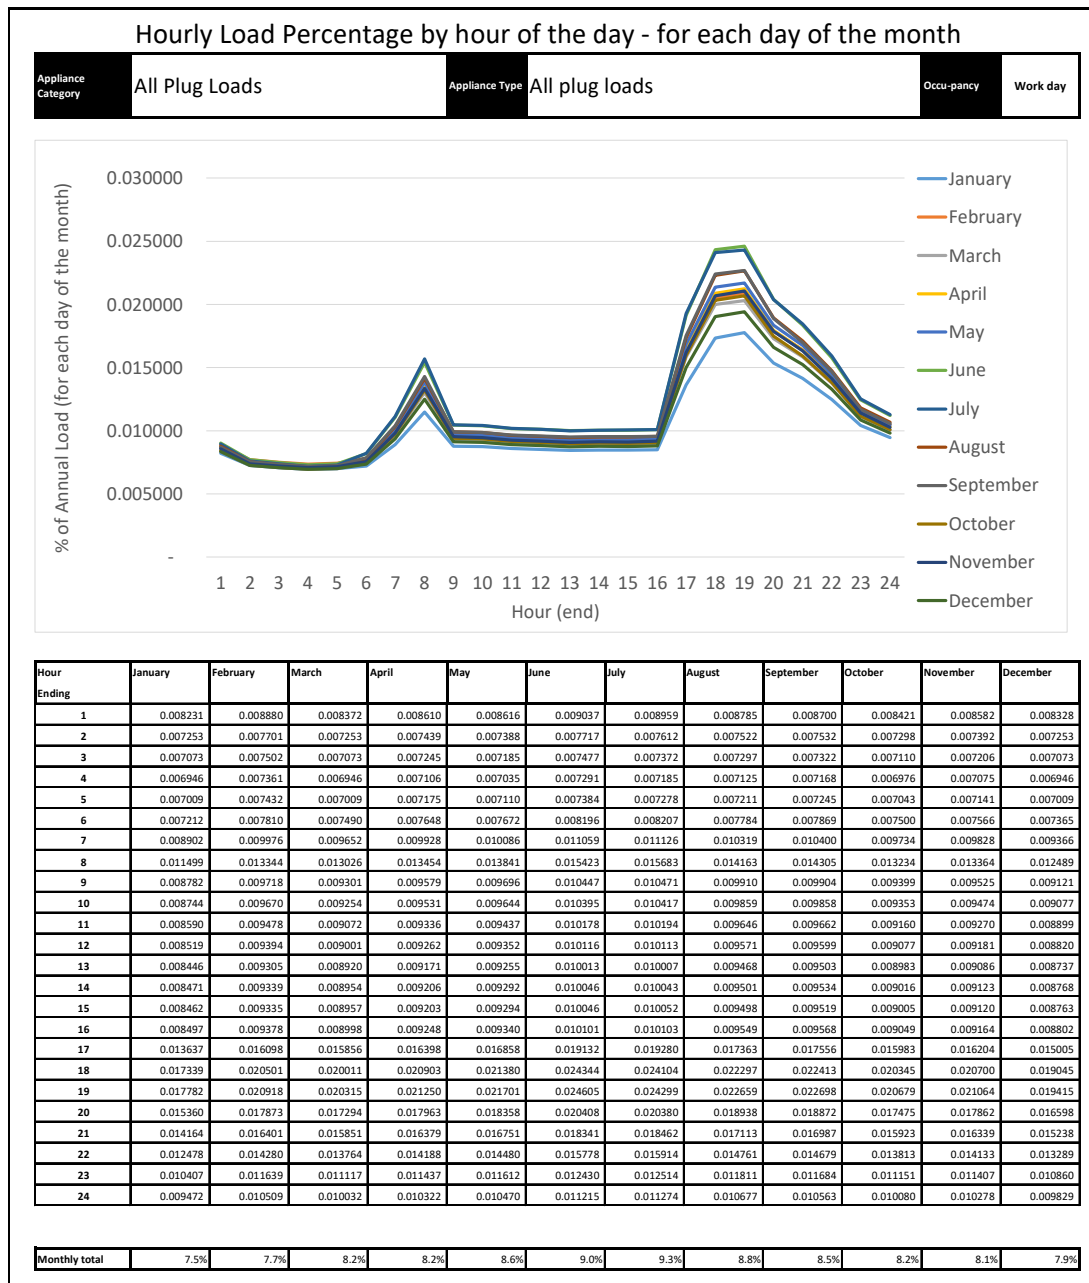 Hourly Load Percentage by hour of the day - for each day of the month
Appliance Category All Plug Loads Appliance Type All plug loads Occu-pancy Work day
% of Annual Load (for each day of the month)
0.030000
0.025000
0.020000
0.015000
0.010000
0.005000
-
1 2 3 4 5 6 7 8 9 10 11 12 13 14 15 16 17 18 19 20 21 22 23 24
Hour (end)
January
February
March
April
May
June
July
August
September
October
November
December
Hour Ending January February March April May June July August September October November December
1 0.008231 0.008880 0.008372 0.008610 0.008616 0.009037 0.008959 0.008785 0.008700 0.008421 0.008582 0.008328
2 0.007253 0.007701 0.007253 0.007439 0.007388 0.007717 0.007612 0.007522 0.007532 0.007298 0.007392 0.007253
3 0.007073 0.007502 0.007073 0.007245 0.007185 0.007477 0.007372 0.007297 0.007322 0.007110 0.007206 0.007073
4 0.006946 0.007361 0.006946 0.007106 0.007035 0.007291 0.007185 0.007125 0.007168 0.006976 0.007075 0.006946
5 0.007009 0.007432 0.007009 0.007175 0.007110 0.007384 0.007278 0.007211 0.007245 0.007043 0.007141 0.007009
6 0.007212 0.007810 0.007490 0.007648 0.007672 0.008196 0.008207 0.007784 0.007869 0.007500 0.007566 0.007365
7 0.008902 0.009976 0.009652 0.009928 0.010086 0.011059 0.011126 0.010319 0.010400 0.009734 0.009828 0.009366
8 0.011499 0.013344 0.013026 0.013454 0.013841 0.015423 0.015683 0.014163 0.014305 0.013234 0.013364 0.012489
9 0.008782 0.009718 0.009301 0.009579 0.009696 0.010447 0.010471 0.009910 0.009904 0.009399 0.009525 0.009121
10 0.008744 0.009670 0.009254 0.009531 0.009644 0.010395 0.010417 0.009859 0.009858 0.009353 0.009474 0.009077
11 0.008590 0.009478 0.009072 0.009336 0.009437 0.010178 0.010194 0.009646 0.009662 0.009160 0.009270 0.008899
12 0.008519 0.009394 0.009001 0.009262 0.009352 0.010116 0.010113 0.009571 0.009599 0.009077 0.009181 0.008820
13 0.008446 0.009305 0.008920 0.009171 0.009255 0.010013 0.010007 0.009468 0.009503 0.008983 0.009086 0.008737
14 0.008471 0.009339 0.008954 0.009206 0.009292 0.010046 0.010043 0.009501 0.009534 0.009016 0.009123 0.008768
15 0.008462 0.009335 0.008957 0.009203 0.009294 0.010046 0.010052 0.009498 0.009519 0.009005 0.009120 0.008763
16 0.008497 0.009378 0.008998 0.009248 0.009340 0.010101 0.010103 0.009549 0.009568 0.009049 0.009164 0.008802
17 0.013637 0.016098 0.015856 0.016398 0.016858 0.019132 0.019280 0.017363 0.017556 0.015983 0.016204 0.015005
18 0.017339 0.020501 0.020011 0.020903 0.021380 0.024344 0.024104 0.022297 0.022413 0.020345 0.020700 0.019045
19 0.017782 0.020918 0.020315 0.021250 0.021701 0.024605 0.024299 0.022659 0.022698 0.020679 0.021064 0.019415
20 0.015360 0.017873 0.017294 0.017963 0.018358 0.020408 0.020380 0.018938 0.018872 0.017475 0.017862 0.016598
21 0.014164 0.016401 0.015851 0.016379 0.016751 0.018341 0.018462 0.017113 0.016987 0.015923 0.016339 0.015238
22 0.012478 0.014280 0.013764 0.014188 0.014480 0.015778 0.015914 0.014761 0.014679 0.013813 0.014133 0.013289
23 0.010407 0.011639 0.011117 0.011437 0.011612 0.012430 0.012514 0.011811 0.011684 0.011151 0.011407 0.010860
24 0.009472 0.010509 0.010032 0.010322 0.010470 0.011215 0.011274 0.010677 0.010563 0.010080 0.010278 0.009829
Monthly total 7.5% 7.7% 8.2% 8.2% 8.6% 9.0% 9.3% 8.8% 8.5% 8.2% 8.1% 7.9%